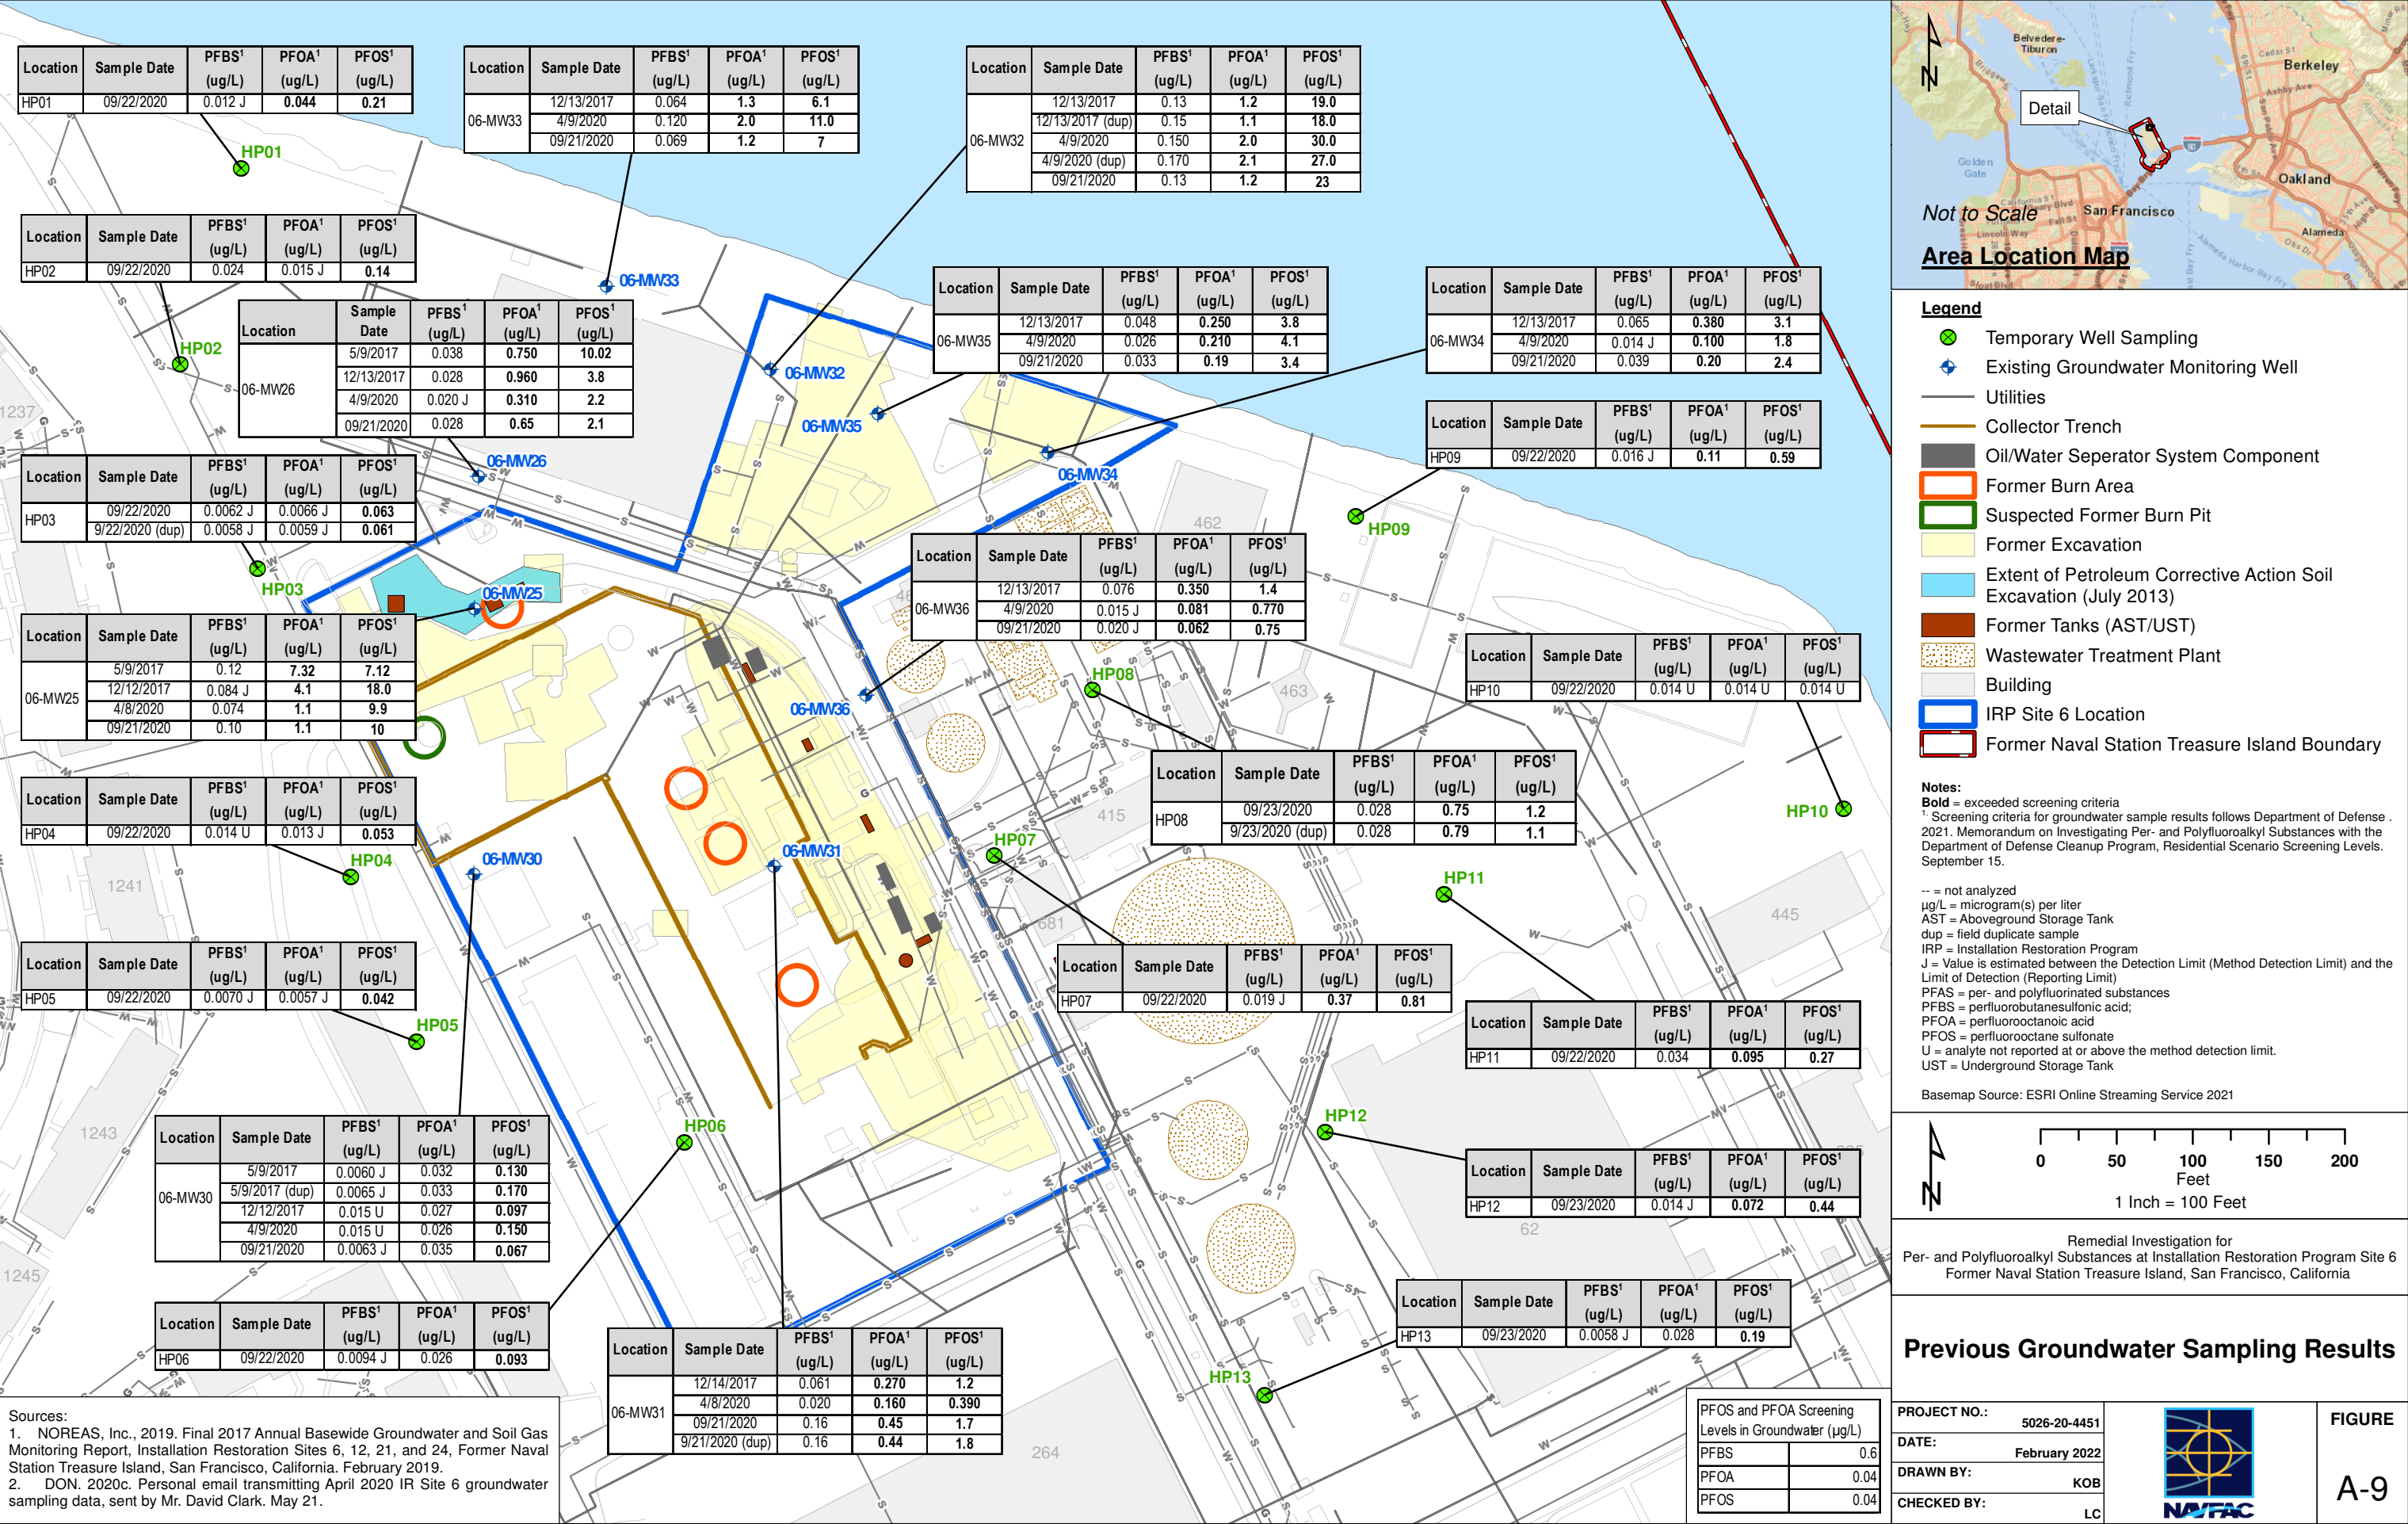 Location Sample Date PFBS¹ (ug/L) PFOA¹ (ug/L) PFOS¹ (ug/L)
HP01 09/22/2020 0.012 J 0.044 0.21
HP01
Location Sample Date PFBS¹ (ug/L) PFOA¹ (ug/L) PFOS¹ (ug/L)
06-MW33
12/13/2017 0.064 1.3 6.1
4/9/2020 0.120 2.0 11.0
09/21/2020 0.069 1.2 7
06-MW33
Location Sample Date PFBS¹ (ug/L) PFOA¹ (ug/L) PFOS¹ (ug/L)
06-MW32
12/13/2017 0.13 1.2 19.0
12/13/2017 (dup) 0.15 1.1 18.0
4/9/2020 0.150 2.0 30.0
4/9/2020 (dup) 0.170 2.1 27.0
09/21/2020 0.13 1.2 23
06-MW32
Location Sample Date PFBS¹ (ug/L) PFOA¹ (ug/L) PFOS¹ (ug/L)
HP02 09/22/2020 0.024 0.015 J 0.14
HP02
Location Sample Date PFBS¹ (ug/L) PFOA¹ (ug/L) PFOS¹ (ug/L)
06-MW26
5/9/2017 0.038 0.750 10.02
12/13/2017 0.028 0.960 3.8
4/9/2020 0.020 J 0.310 2.2
09/21/2020 0.028 0.65 2.1
06-MW26
Location Sample Date PFBS¹ (ug/L) PFOA¹ (ug/L) PFOS¹ (ug/L)
06-MW35
12/13/2017 0.048 0.250 3.8
4/9/2020 0.026 0.210 4.1
09/21/2020 0.033 0.19 3.4
06-MW35
Location Sample Date PFBS¹ (ug/L) PFOA¹ (ug/L) PFOS¹ (ug/L)
06-MW34
12/13/2017 0.065 0.380 3.1
4/9/2020 0.014 J 0.100 1.8
09/21/2020 0.039 0.20 2.4
06-MW34
Location Sample Date PFBS¹ (ug/L) PFOA¹ (ug/L) PFOS¹ (ug/L)
HP09 09/22/2020 0.016 J 0.11 0.59
HP09
Location Sample Date PFBS¹ (ug/L) PFOA¹ (ug/L) PFOS¹ (ug/L)
HP03
09/22/2020 0.0062 J 0.0066 J 0.063
9/22/2020 (dup) 0.0058 J 0.0059 J 0.061
HP03
Location Sample Date PFBS¹ (ug/L) PFOA¹ (ug/L) PFOS¹ (ug/L)
06-MW36
12/13/2017 0.076 0.350 1.4
4/9/2020 0.015 J 0.081 0.770
09/21/2020 0.020 J 0.062 0.75
06-MW36
Location Sample Date PFBS¹ (ug/L) PFOA¹ (ug/L) PFOS¹ (ug/L)
06-MW25
5/9/2017 0.12 7.32 7.12
12/12/2017 0.084 J 4.1 18.0
4/8/2020 0.074 1.1 9.9
09/21/2020 0.10 1.1 10
06-MW25
Location Sample Date PFBS¹ (ug/L) PFOA¹ (ug/L) PFOS¹ (ug/L)
HP10 09/22/2020 0.014 U 0.014 U 0.014 U
HP10
Location Sample Date PFBS¹ (ug/L) PFOA¹ (ug/L) PFOS¹ (ug/L)
HP08
09/23/2020 0.028 0.75 1.2
9/23/2020 (dup) 0.028 0.79 1.1
HP08
Location Sample Date PFBS¹ (ug/L) PFOA¹ (ug/L) PFOS¹ (ug/L)
HP04 09/22/2020 0.014 U 0.013 J 0.053
HP04
Location Sample Date PFBS¹ (ug/L) PFOA¹ (ug/L) PFOS¹ (ug/L)
HP05 09/22/2020 0.0070 J 0.0057 J 0.042
HP05
Location Sample Date PFBS¹ (ug/L) PFOA¹ (ug/L) PFOS¹ (ug/L)
HP07 09/22/2020 0.019 J 0.37 0.81
HP07
Location Sample Date PFBS¹ (ug/L) PFOA¹ (ug/L) PFOS¹ (ug/L)
HP11 09/22/2020 0.034 0.095 0.27
HP11
Location Sample Date PFBS¹ (ug/L) PFOA¹ (ug/L) PFOS¹ (ug/L)
06-MW30
5/9/2017 0.0060 J 0.032 0.130
5/9/2017 (dup) 0.0065 J 0.033 0.170
12/12/2017 0.015 U 0.027 0.097
4/9/2020 0.015 U 0.026 0.150
09/21/2020 0.0063 J 0.035 0.067
06-MW30
Location Sample Date PFBS¹ (ug/L) PFOA¹ (ug/L) PFOS¹ (ug/L)
HP12 09/23/2020 0.014 J 0.072 0.44
HP12
Location Sample Date PFBS¹ (ug/L) PFOA¹ (ug/L) PFOS¹ (ug/L)
HP06 09/22/2020 0.0094 J 0.026 0.093
HP06
Location Sample Date PFBS¹ (ug/L) PFOA¹ (ug/L) PFOS¹ (ug/L)
HP13 09/23/2020 0.0058 J 0.028 0.19
HP13
Location Sample Date PFBS¹ (ug/L) PFOA¹ (ug/L) PFOS¹ (ug/L)
06-MW31
12/14/2017 0.061 0.270 1.2
4/8/2020 0.020 0.160 0.390
09/21/2020 0.16 0.45 1.7
9/21/2020 (dup) 0.16 0.44 1.8
06-MW31
1237
1241
1243
1245
462
463
415
681
445
62
264
Sources:
1. NOREAS, Inc., 2019. Final 2017 Annual Basewide Groundwater and Soil Gas
Monitoring Report, Installation Restoration Sites 6, 12, 21, and 24, Former Naval
Station Treasure Island, San Francisco, California. February 2019.
2. DON. 2020c. Personal email transmitting April 2020 IR Site 6 groundwater
sampling data, sent by Mr. David Clark. May 21.
PFOS and PFOA Screening
Levels in Groundwater (µg/L)
PFBS 0.6
PFOA 0.04
PFOS 0.04
N
Belvedere-
Tiburon
Berkeley
Ashby Ave
Detail
80
Golden
Gate
Oakland
San Francisco
Alameda
Lincoln Way
Not to Scale
Area Location Map
Legend
Temporary Well Sampling
Existing Groundwater Monitoring Well
Utilities
Collector Trench
Oil/Water Seperator System Component
Former Burn Area
Suspected Former Burn Pit
Former Excavation
Extent of Petroleum Corrective Action Soil
Excavation (July 2013)
Former Tanks (AST/UST)
Wastewater Treatment Plant
Building
IRP Site 6 Location
Former Naval Station Treasure Island Boundary
Notes:
Bold = exceeded screening criteria
1. Screening criteria for groundwater sample results follows Department of Defense .
2021. Memorandum on Investigating Per- and Polyfluoroalkyl Substances with the
Department of Defense Cleanup Program, Residential Scenario Screening Levels.
September 15.
-- = not analyzed
µg/L = microgram(s) per liter
AST = Aboveground Storage Tank
dup = field duplicate sample
IRP = Installation Restoration Program
J = Value is estimated between the Detection Limit (Method Detection Limit) and the
Limit of Detection (Reporting Limit)
PFAS = per- and polyfluorinated substances
PFBS = perfluorobutanesulfonic acid;
PFOA = perfluorooctanoic acid
PFOS = perfluorooctane sulfonate
U = analyte not reported at or above the method detection limit.
UST = Underground Storage Tank
Basemap Source: ESRI Online Streaming Service 2021
N
0 50 100 150 200
Feet
1 Inch = 100 Feet
Remedial Investigation for
Per- and Polyfluoroalkyl Substances at Installation Restoration Program Site 6
Former Naval Station Treasure Island, San Francisco, California
Previous Groundwater Sampling Results
PROJECT NO.: 5026-20-4451
DATE: February 2022
DRAWN BY: KOB
CHECKED BY: LC
NAVFAC
FIGURE
A-9